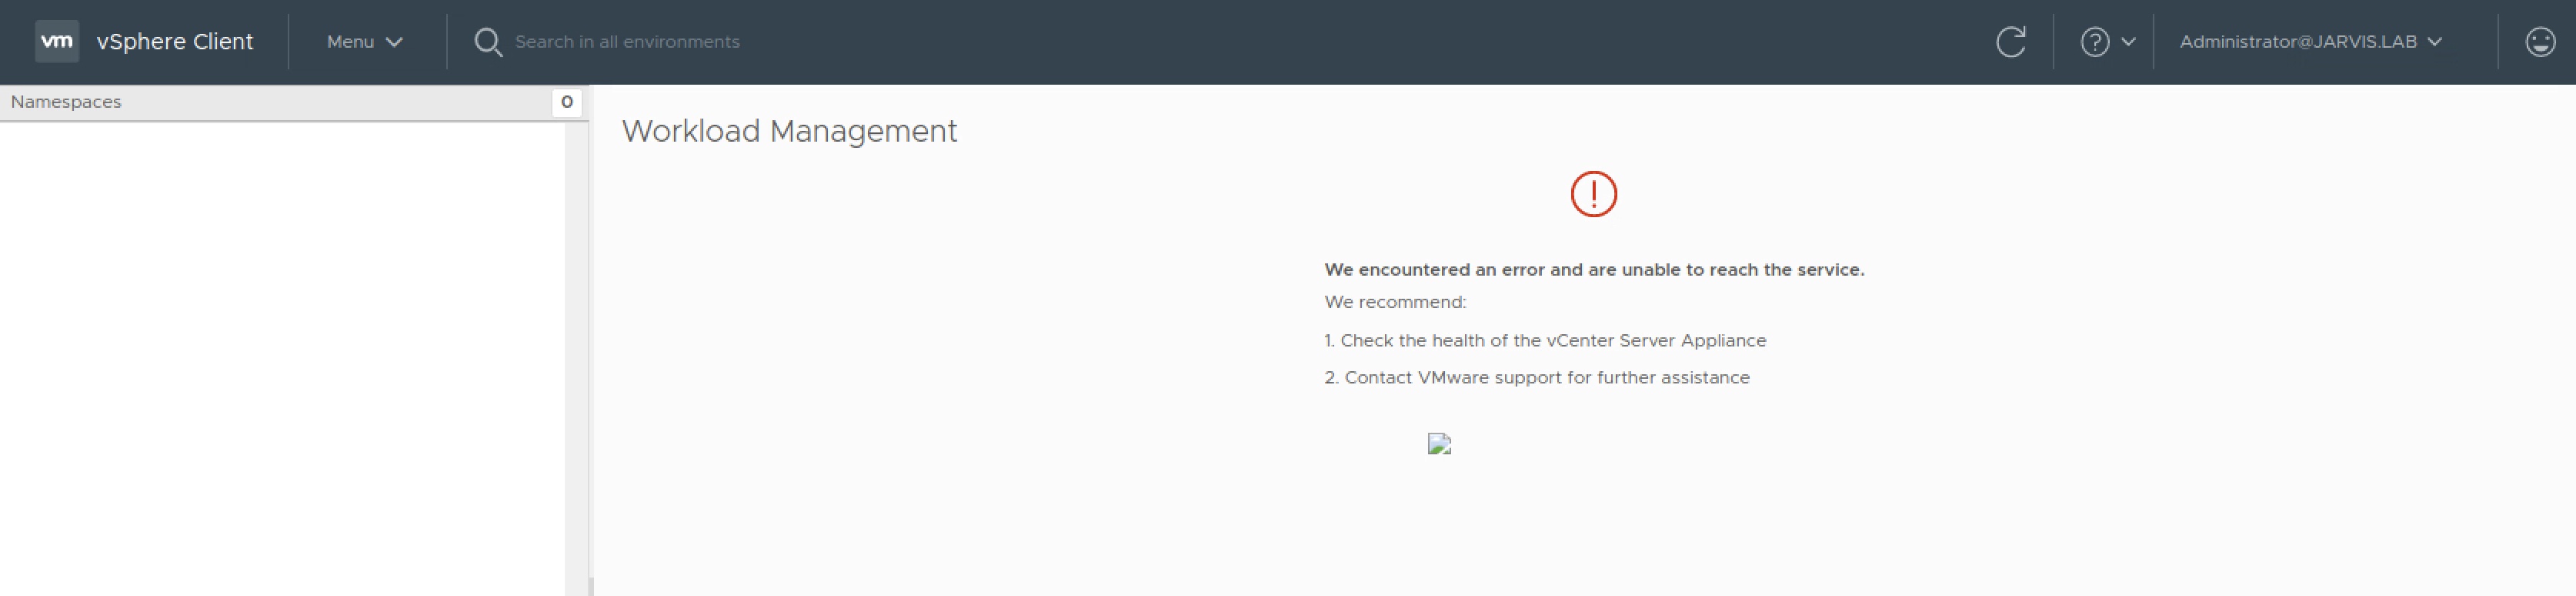 vm vSphere Client Menu Search in all environments ? Administrator@JARVIS.LAB
Namespaces 0
Workload Management
We encountered an error and are unable to reach the service.
We recommend:
1. Check the health of the vCenter Server Appliance
2. Contact VMware support for further assistance